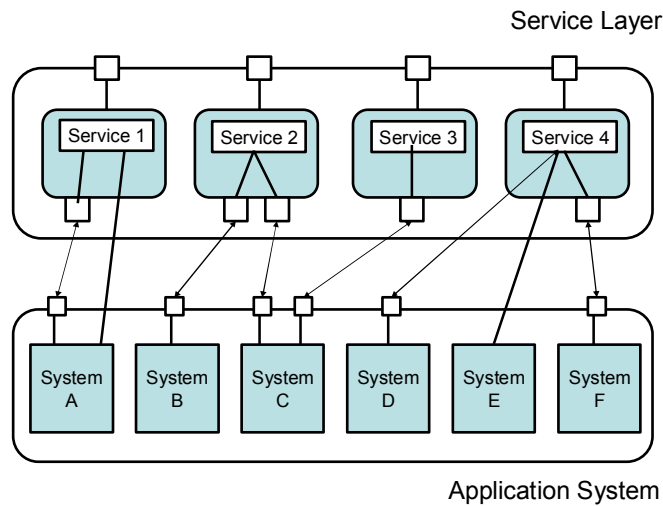 Service Layer
Service 1
Service 2
Service 3
Service 4
System
A
System
B
System
C
System
D
System
E
System
F
Application System